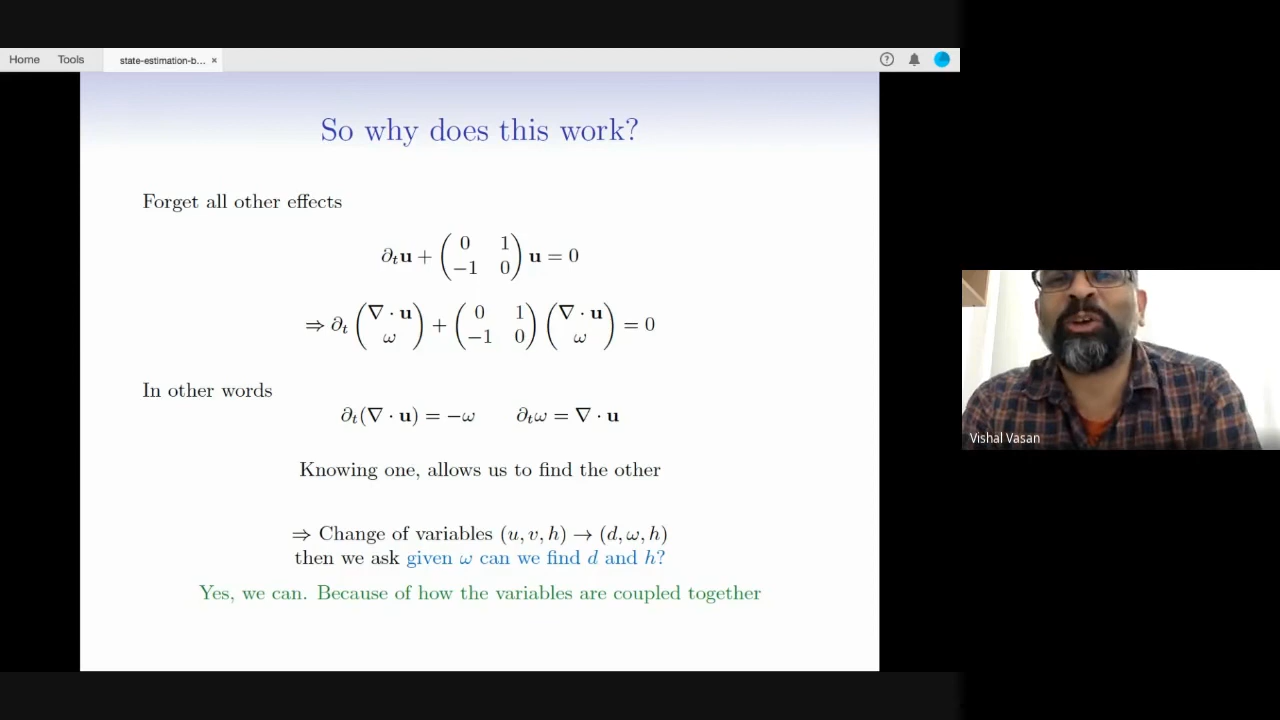 Home Tools state-estimation-b... ×
So why does this work?
Forget all other effects
∂ₜ𝐮 + ( 0 1 ; −1 0 ) 𝐮 = 0
⇒ ∂ₜ ( ∇ · 𝐮 ; ω ) + ( 0 1 ; −1 0 ) ( ∇ · 𝐮 ; ω ) = 0
In other words
∂ₜ(∇ · 𝐮) = −ω ∂ₜω = ∇ · 𝐮
Knowing one, allows us to find the other
⇒ Change of variables (u, v, h) → (d, ω, h)
then we ask given ω can we find d and h?
Yes, we can. Because of how the variables are coupled together
Vishal Vasan